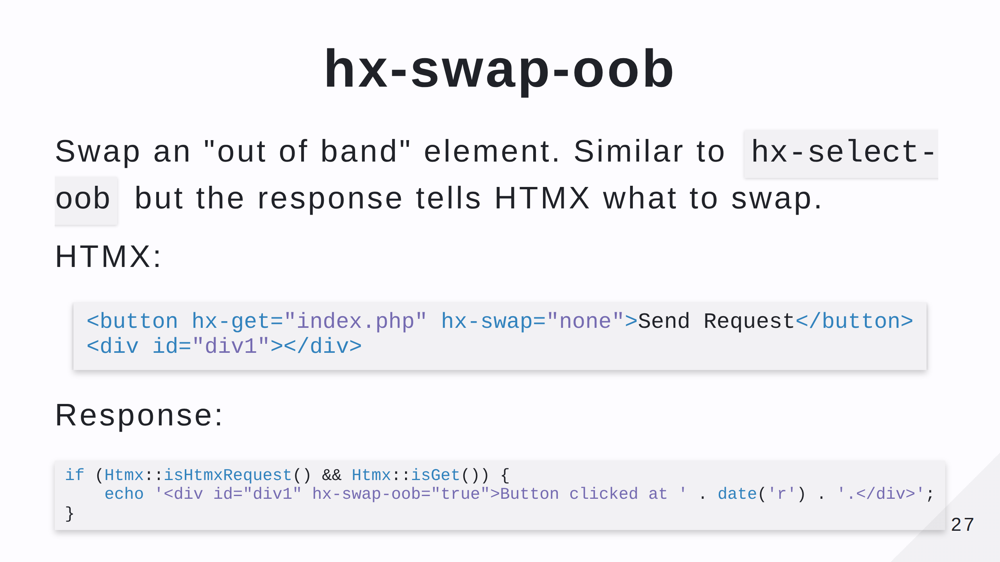 hx-swap-oob
Swap an "out of band" element. Similar to hx-select-
oob but the response tells HTMX what to swap.
HTMX:
<button hx-get="index.php" hx-swap="none">Send Request</button>
<div id="div1"></div>
Response:
if (Htmx::isHtmxRequest() && Htmx::isGet()) {
    echo '<div id="div1" hx-swap-oob="true">Button clicked at ' . date('r') . '.</div>';
}
27